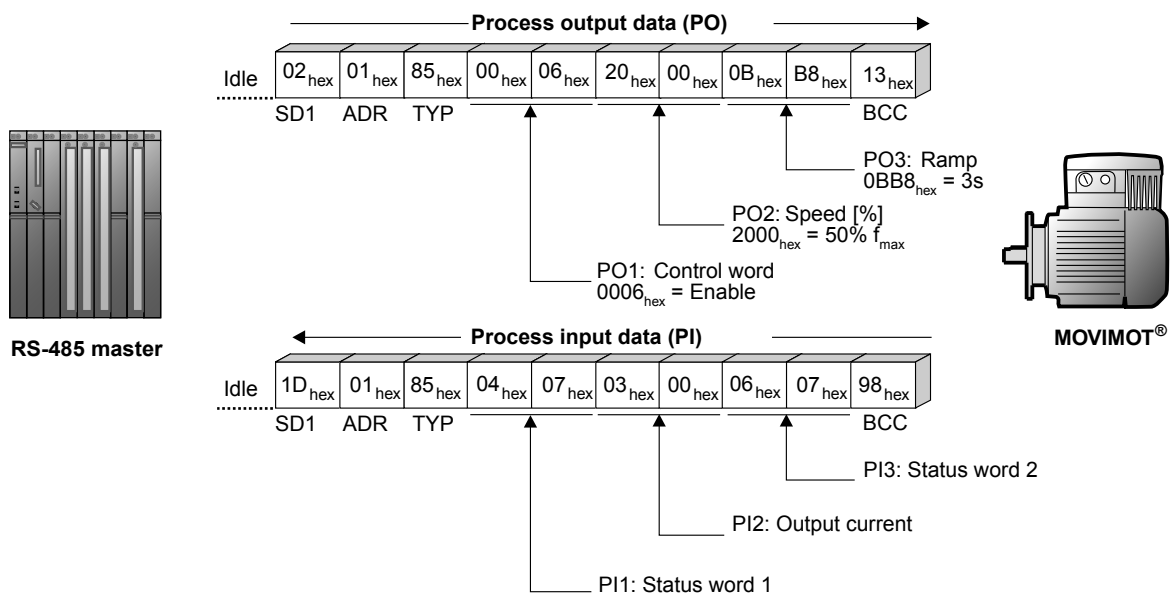 Process output data (PO)
Idle 02hex 01hex 85hex 00hex 06hex 20hex 00hex 0Bhex B8hex 13hex
SD1 ADR TYP BCC
PO3: Ramp
0BB8hex = 3s
PO2: Speed [%]
2000hex = 50% fmax
PO1: Control word
0006hex = Enable
RS-485 master
MOVIMOT®
Process input data (PI)
Idle 1Dhex 01hex 85hex 04hex 07hex 03hex 00hex 06hex 07hex 98hex
SD1 ADR TYP BCC
PI3: Status word 2
PI2: Output current
PI1: Status word 1